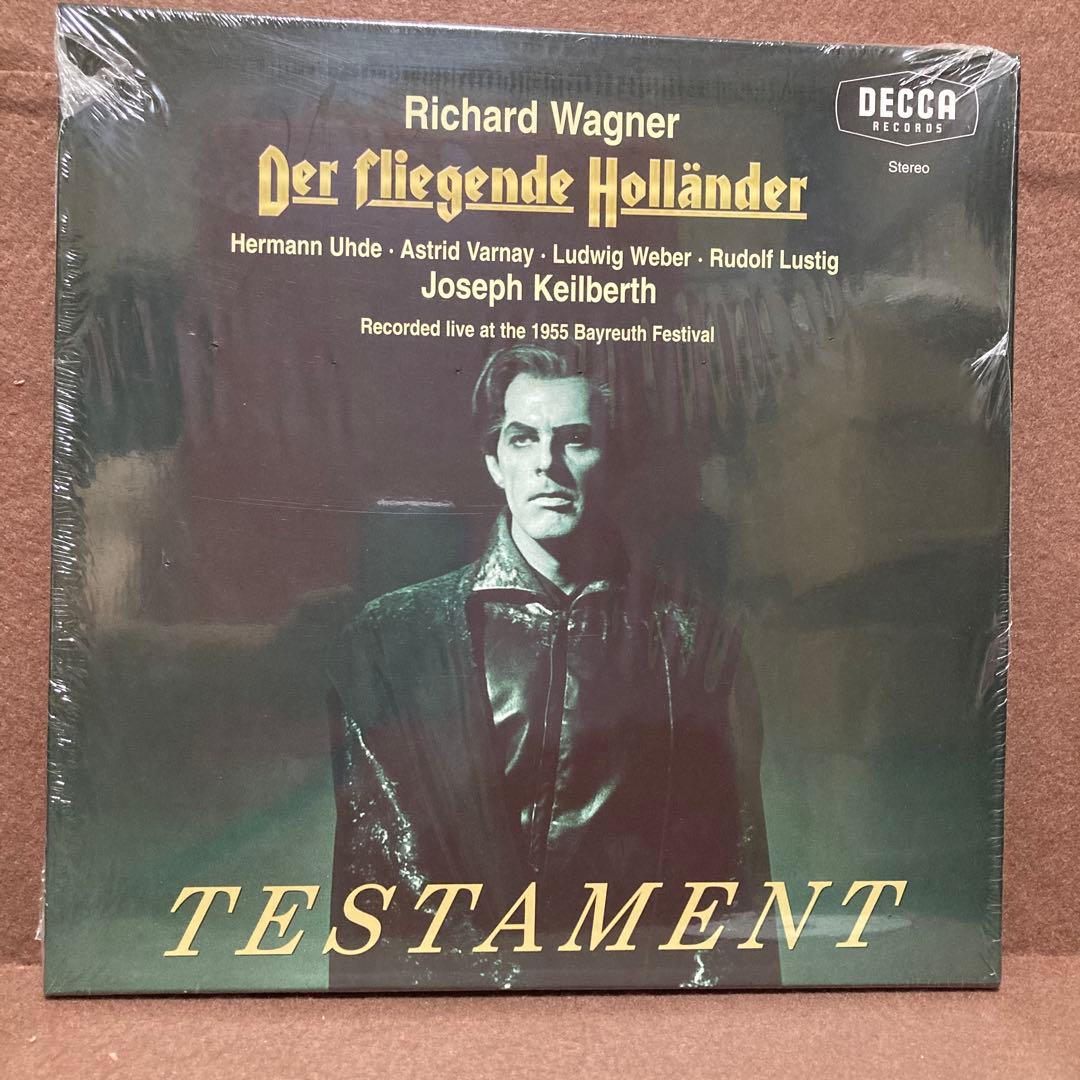 Richard Wagner
DECCA
RECORDS
Stereo
Der fliegende Holländer
Hermann Uhde · Astrid Varnay · Ludwig Weber · Rudolf Lustig
Joseph Keilberth
Recorded live at the 1955 Bayreuth Festival
TESTAMENT